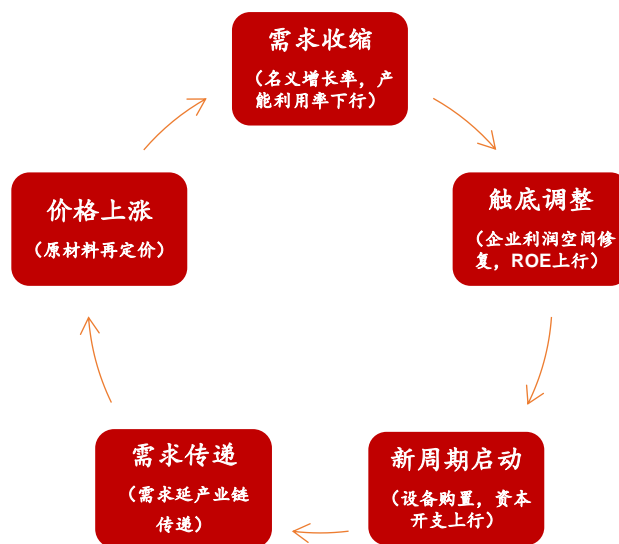 需求收缩
（名义增长率，产
能利用率下行）
价格上涨
（原材料再定价）
触底调整
（企业利润空间修
复，ROE上行）
需求传递
（需求延产业链
传递）
新周期启动
（设备购置，资本
开支上行）